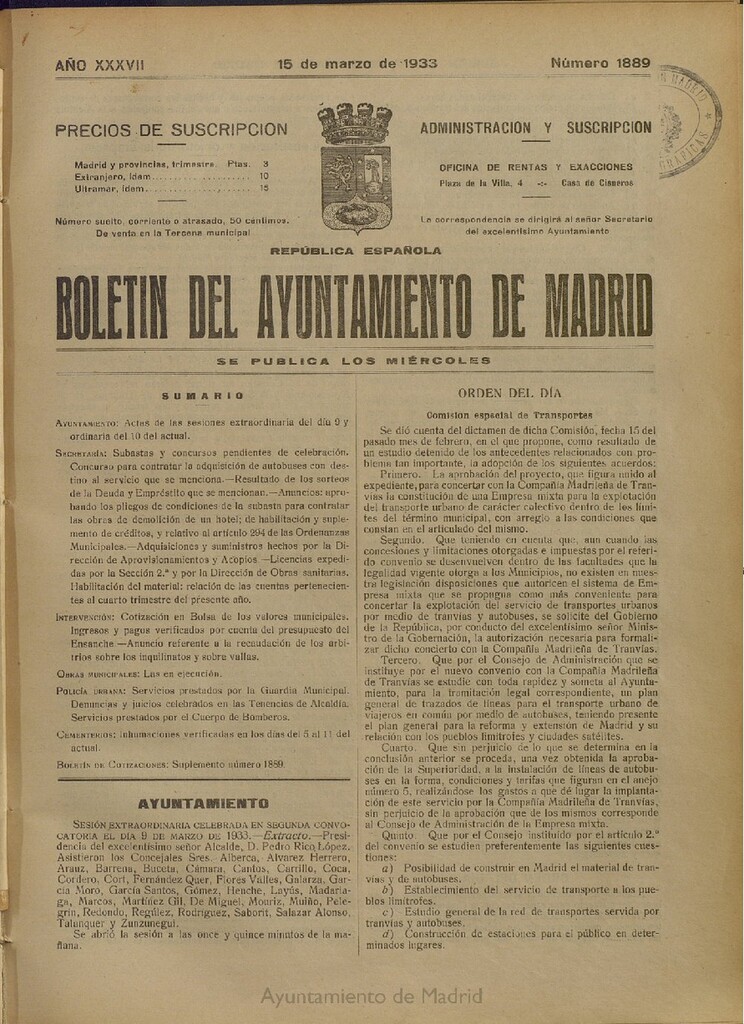 AÑO XXXVII
15 de marzo de 1933
Número 1889
PRECIOS DE SUSCRIPCION
Madrid y provincias, trimestre. Ptas. 3
Extranjero, ídem.................. 10
Ultramar, ídem.................. 15
Número suelto, corriente o atrasado, 50 céntimos.
De venta en la Tercena municipal
ADMINISTRACION Y SUSCRIPCION
OFICINA DE RENTAS Y EXACCIONES
Plaza de la Villa, 4 -:- Casa de Cisneros
La correspondencia se dirigirá al señor Secretario
del excelentísimo Ayuntamiento
REPÚBLICA ESPAÑOLA
BOLETIN DEL AYUNTAMIENTO DE MADRID
SE PUBLICA LOS MIÉRCOLES
SUMARIO
AYUNTAMIENTO: Actas de las sesiones extraordinaria del día 9 y
ordinaria del 10 del actual.
SECRETARÍA: Subastas y concursos pendientes de celebración.
Concurso para contratar la adquisición de autobuses con des-
tino al servicio que se menciona.—Resultado de los sorteos
de la Deuda y Empréstito que se mencionan.—Anuncios: apro-
bando los pliegos de condiciones de la subasta para contratar
las obras de demolición de un hotel; de habilitación y suple-
mento de créditos, y relativo al artículo 294 de las Ordenanzas
Municipales.—Adquisiciones y suministros hechos por la Di-
rección de Aprovisionamientos y Acopios.—Licencias expedi-
das por la Sección 2.ª y por la Dirección de Obras sanitarias.
Habilitación del material: relación de las cuentas pertenecien-
tes al cuarto trimestre del presente año.
INTERVENCIÓN: Cotización en Bolsa de los valores municipales.
Ingresos y pagos verificados por cuenta del presupuesto del
Ensanche.—Anuncio referente a la recaudación de los arbi-
trios sobre los inquilinatos y sobre vallas.
OBRAS MUNICIPALES: Las en ejecución.
POLICÍA URBANA: Servicios prestados por la Guardia Municipal.
Denuncias y juicios celebrados en las Tenencias de Alcaldía.
Servicios prestados por el Cuerpo de Bomberos.
CEMENTERIOS: Inhumaciones verificadas en los días del 5 al 11 del
actual.
BOLETÍN DE COTIZACIONES: Suplemento número 1889.
AYUNTAMIENTO
SESIÓN EXTRAORDINARIA CELEBRADA EN SEGUNDA CONVO-
CATORIA EL DÍA 9 DE MARZO DE 1933.—Extracto.—Presi-
dencia del excelentísimo señor Alcalde, D. Pedro Rico López.
Asistieron los Concejales Sres. Alberca, Alvarez Herrero,
Arauz, Barrena, Buceta, Cámara, Cantos, Carrillo, Coca,
Cordero, Cort, Fernández Quer, Flores Valles, Galarza, Gar-
cía Moro, García Santos, Gómez, Henche, Layús, Madaria-
ga, Marcos, Martínez Gil, De Miguel, Mouriz, Muiño, Pele-
grín, Redondo, Regúlez, Rodríguez, Saborit, Salazar Alonso,
Talanquer y Zunzunegui.
Se abrió la sesión a las once y quince minutos de la ma-
ñana.
ORDEN DEL DÍA
Comisión especial de Transportes
Se dió cuenta del dictamen de dicha Comisión, fecha 15 del
pasado mes de febrero, en el que propone, como resultado de
un estudio detenido de los antecedentes relacionados con pro-
blema tan importante, la adopción de los siguientes acuerdos:
Primero. La aprobación del proyecto, que figura unido al
expediente, para concertar con la Compañía Madrileña de Tran-
vías la constitución de una Empresa mixta para la explotación
del transporte urbano de carácter colectivo dentro de los lími-
tes del término municipal, con arreglo a las condiciones que
constan en el articulado del mismo.
Segundo. Que teniendo en cuenta que, aun cuando las
concesiones y limitaciones otorgadas e impuestas por el referi-
do convenio se desenvuelven dentro de las facultades que la
legalidad vigente otorga a los Municipios, no existen en nues-
tra legislación disposiciones que autoricen el sistema de Em-
presa mixta que se propugna como más conveniente para
concertar la explotación del servicio de transportes urbanos
por medio de tranvías y autobuses, se solicite del Gobierno
de la República, por conducto del excelentísimo señor Minis-
tro de la Gobernación, la autorización necesaria para formali-
zar dicho concierto con la Compañía Madrileña de Tranvías.
Tercero. Que por el Consejo de Administración que se
instituye por el nuevo convenio con la Compañía Madrileña
de Tranvías se estudie con toda rapidez y someta al Ayunta-
miento, para la tramitación legal correspondiente, un plan
general de trazados de líneas para el transporte urbano de
viajeros en común por medio de autobuses, teniendo presente
el plan general para la reforma y extensión de Madrid y su
relación con los pueblos limítrofes y ciudades satélites.
Cuarto. Que sin perjuicio de lo que se determina en la
conclusión anterior se proceda, una vez obtenida la aproba-
ción de la Superioridad, a la instalación de líneas de autobu-
ses en la forma, condiciones y tarifas que figuran en el anejo
número 5, realizándose los gastos a que dé lugar la implan-
tación de este servicio por la Compañía Madrileña de Tranvías,
sin perjuicio de la aprobación que de los mismos corresponde
al Consejo de Administración de la Empresa mixta.
Quinto. Que por el Consejo instituído por el artículo 2.º
del convenio se estudien preferentemente las siguientes cues-
tiones:
a) Posibilidad de construir en Madrid el material de tran-
vías y de autobuses.
b) Establecimiento del servicio de transporte a los pue-
blos limítrofes.
c) Estudio general de la red de transportes servida por
tranvías y autobuses.
d) Construcción de estaciones para el público en deter-
minados lugares.
Ayuntamiento de Madrid